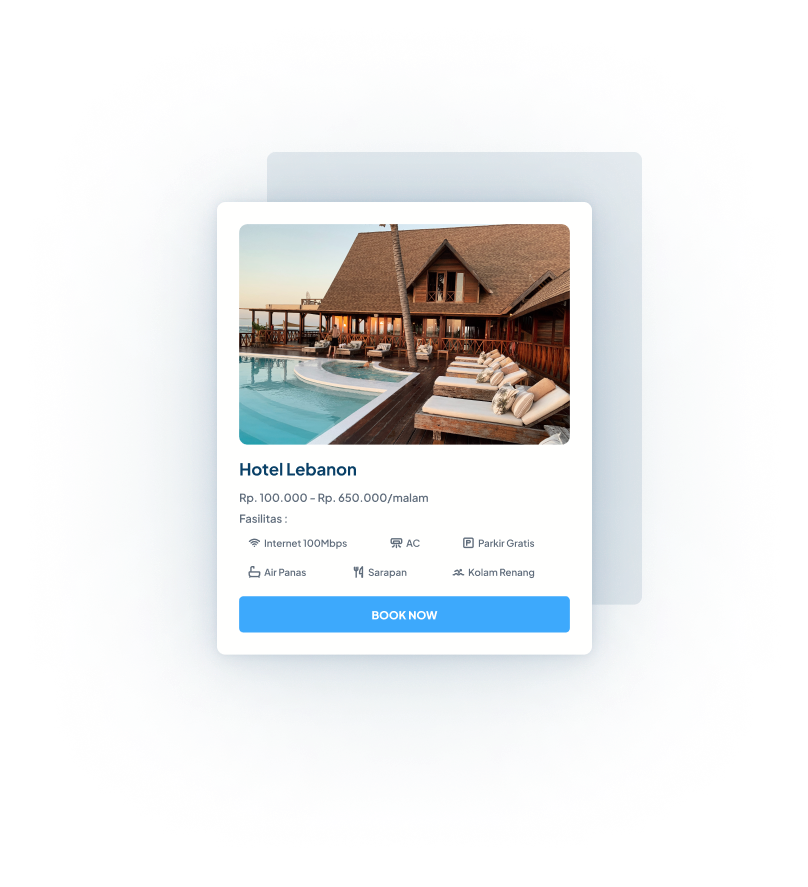 Hotel Lebanon
Rp. 100.000 - Rp. 650.000/malam
Fasilitas :
Internet 100Mbps AC Parkir Gratis
Air Panas Sarapan Kolam Renang
BOOK NOW